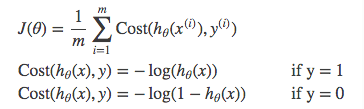 J(θ) = 1/m ∑_{i=1}^{m} Cost(h_θ(x^{(i)}), y^{(i)})
Cost(h_θ(x), y) = − log(h_θ(x)) if y = 1
Cost(h_θ(x), y) = − log(1 − h_θ(x)) if y = 0